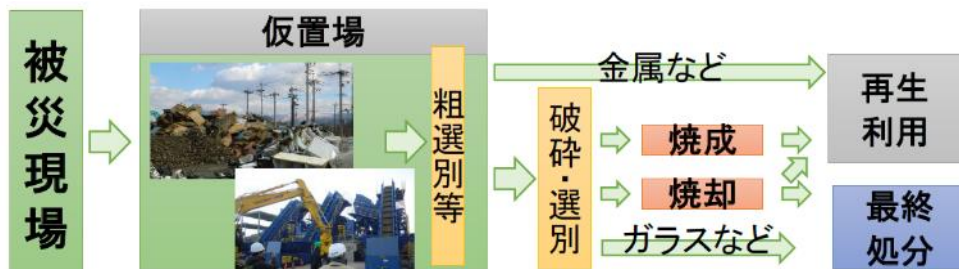 被災現場
仮置場
粗選別等
破砕・選別
金属など
焼成
焼却
ガラスなど
再生
利用
最終
処分